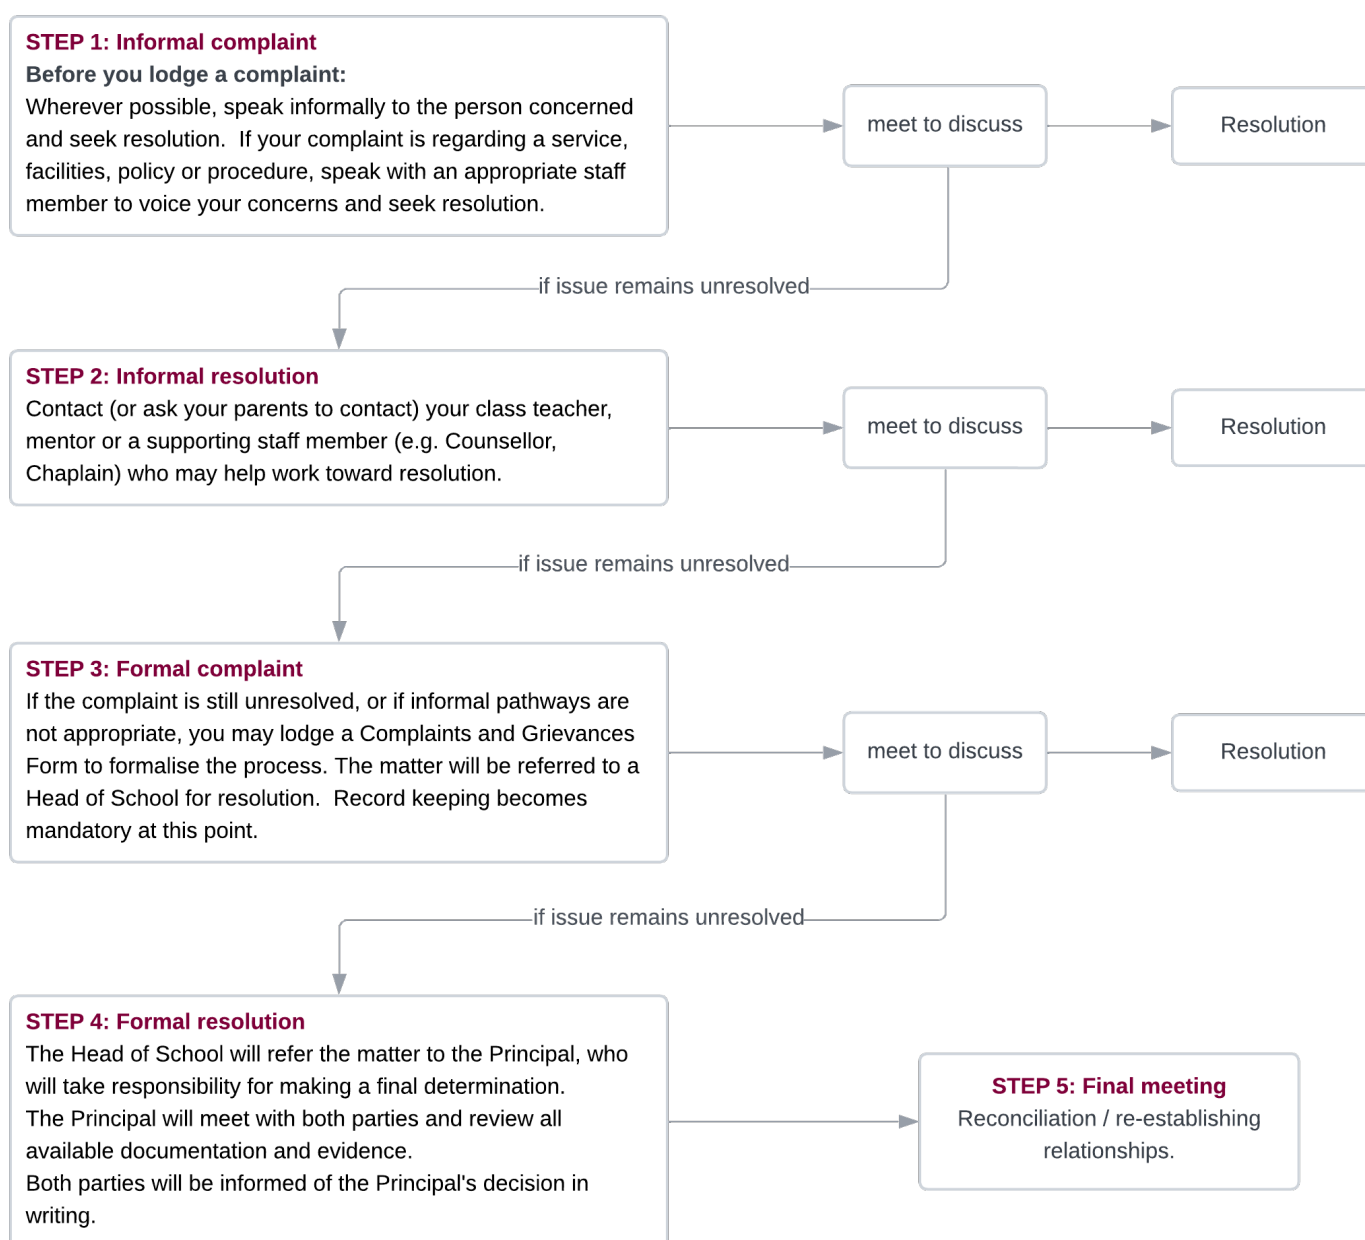 STEP 1: Informal complaint
Before you lodge a complaint:
Wherever possible, speak informally to the person concerned
and seek resolution.  If your complaint is regarding a service,
facilities, policy or procedure, speak with an appropriate staff
member to voice your concerns and seek resolution.
meet to discuss
Resolution
if issue remains unresolved
STEP 2: Informal resolution
Contact (or ask your parents to contact) your class teacher,
mentor or a supporting staff member (e.g. Counsellor,
Chaplain) who may help work toward resolution.
meet to discuss
Resolution
if issue remains unresolved
STEP 3: Formal complaint
If the complaint is still unresolved, or if informal pathways are
not appropriate, you may lodge a Complaints and Grievances
Form to formalise the process. The matter will be referred to a
Head of School for resolution.  Record keeping becomes
mandatory at this point.
meet to discuss
Resolution
if issue remains unresolved
STEP 4: Formal resolution
The Head of School will refer the matter to the Principal, who
will take responsibility for making a final determination.
The Principal will meet with both parties and review all
available documentation and evidence.
Both parties will be informed of the Principal's decision in
writing.
STEP 5: Final meeting
Reconciliation / re-establishing
relationships.